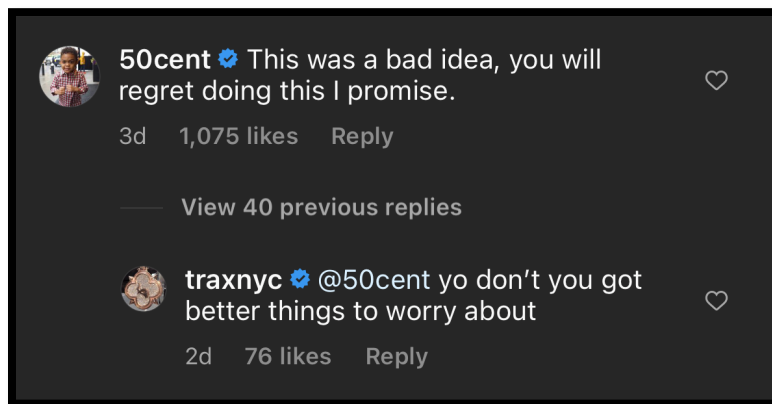 50cent This was a bad idea, you will
regret doing this I promise.
3d 1,075 likes Reply
View 40 previous replies
traxnyc @50cent yo don’t you got
better things to worry about
2d 76 likes Reply